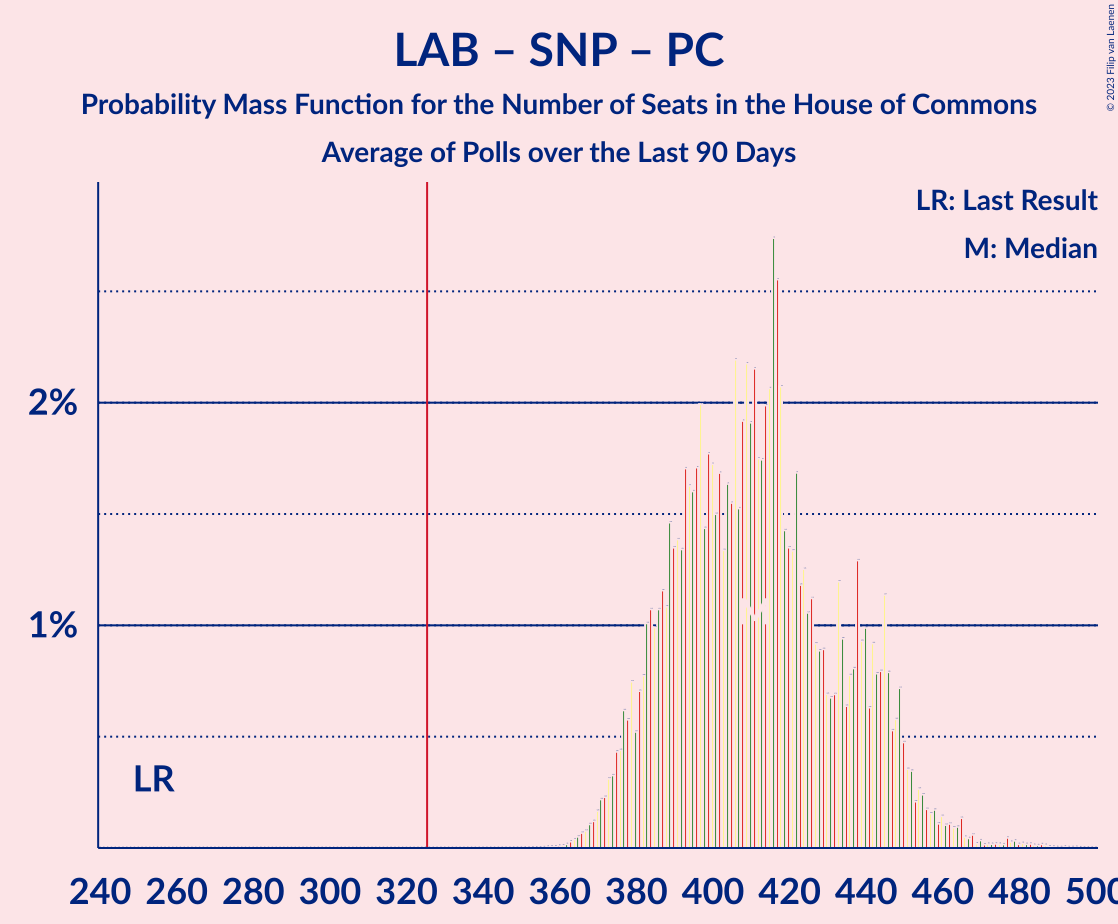 LAB – SNP – PC
Probability Mass Function for the Number of Seats in the House of Commons
Average of Polls over the Last 90 Days
© 2023 Filip van Laenen
LR: Last Result
M: Median
2%
1%
LR
M
240 260 280 300 320 340 360 380 400 420 440 460 480 500